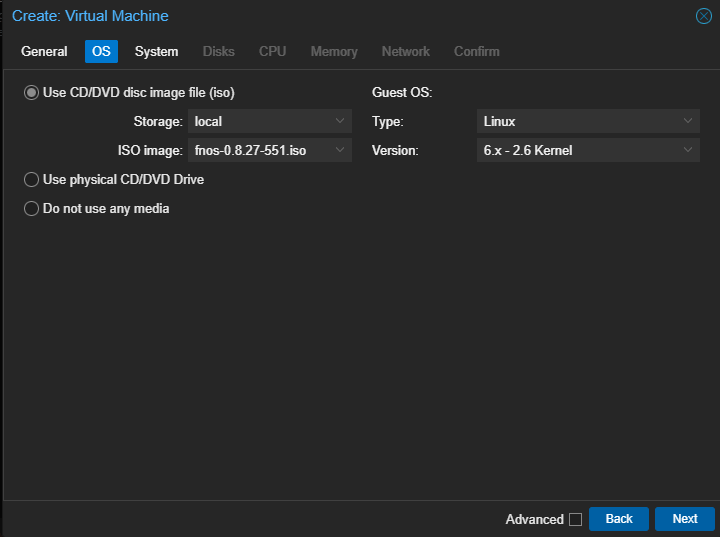 Create: Virtual Machine
General OS System Disks CPU Memory Network Confirm
Use CD/DVD disc image file (iso) Guest OS:
Storage: local Type: Linux
ISO image: fnos-0.8.27-551.iso Version: 6.x - 2.6 Kernel
Use physical CD/DVD Drive
Do not use any media
Advanced Back Next